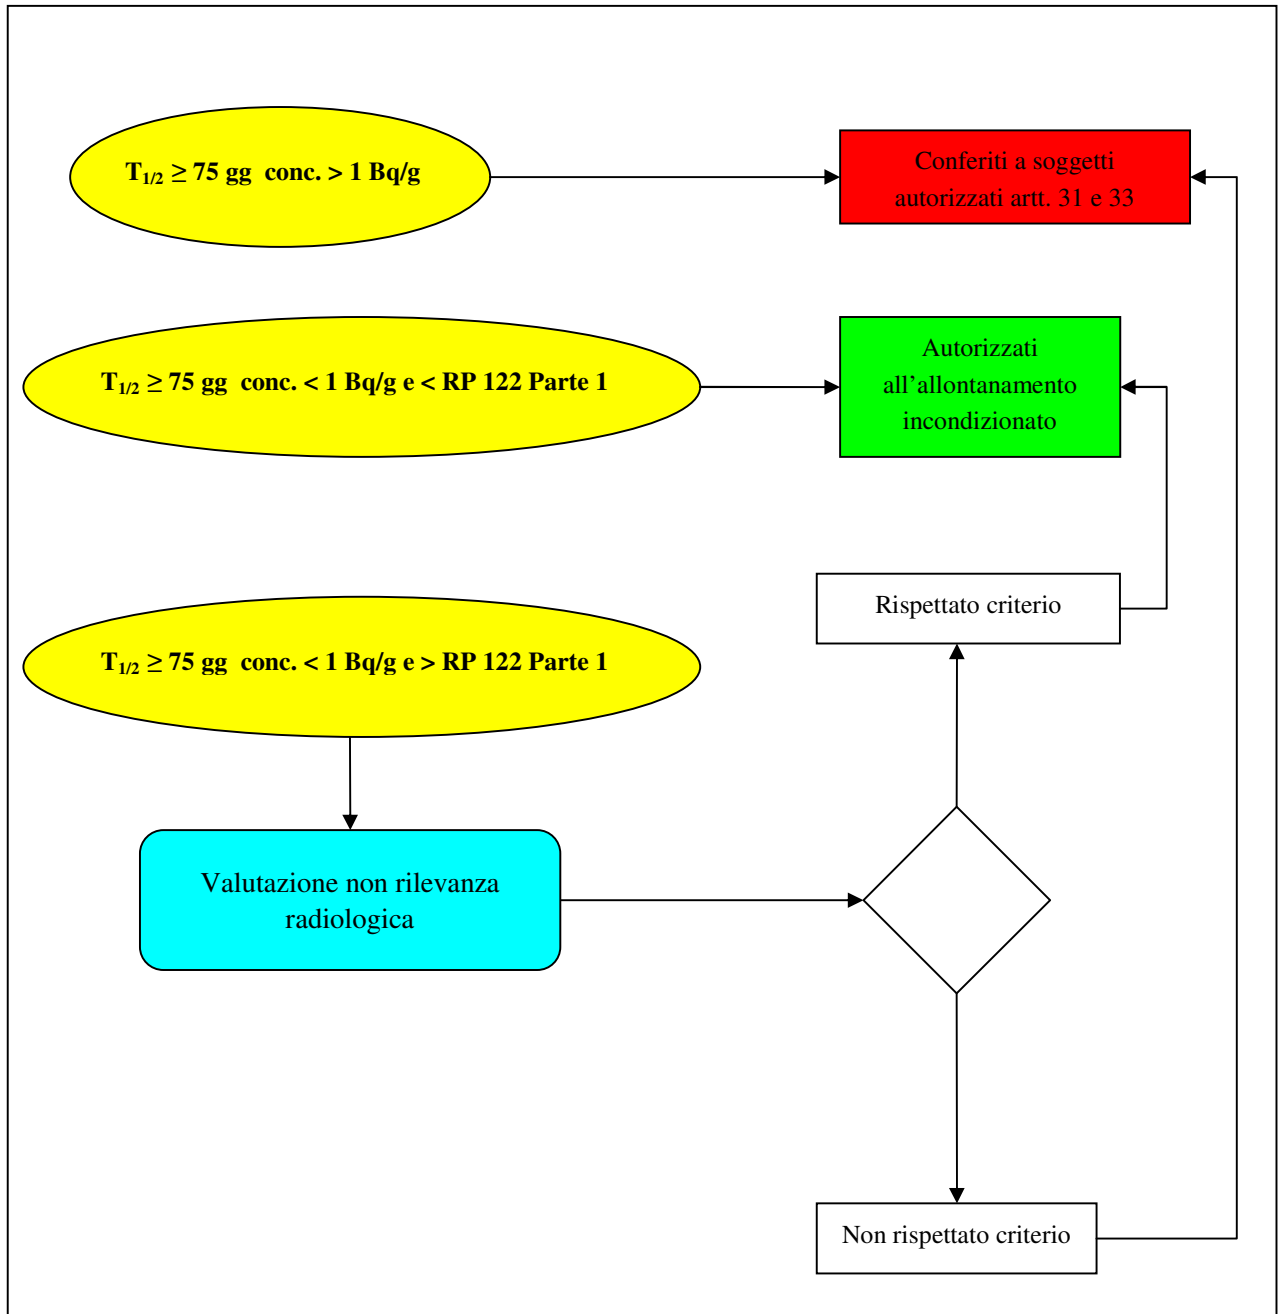 T1/2 ≥ 75 gg conc. > 1 Bq/g
Conferiti a soggetti
autorizzati artt. 31 e 33
T1/2 ≥ 75 gg conc. < 1 Bq/g e < RP 122 Parte 1
Autorizzati
all’allontanamento
incondizionato
Rispettato criterio
T1/2 ≥ 75 gg conc. < 1 Bq/g e > RP 122 Parte 1
Valutazione non rilevanza
radiologica
Non rispettato criterio